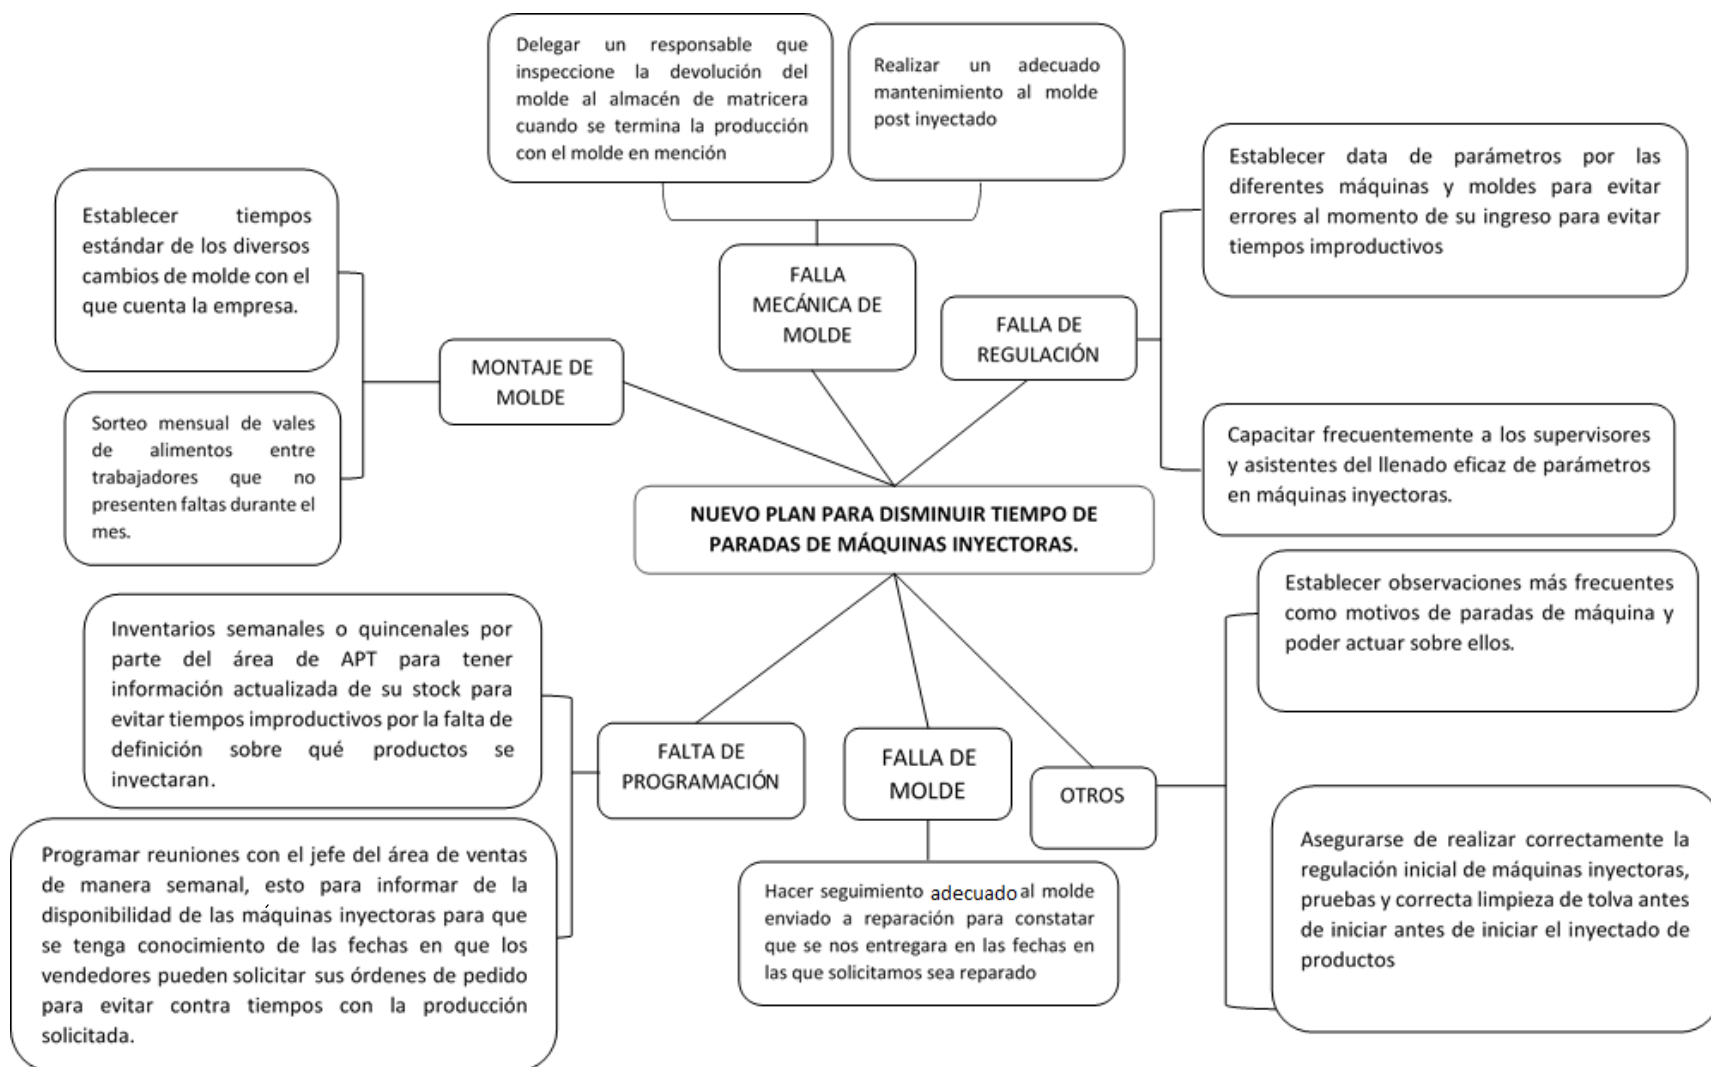 Delegar un responsable que
inspeccione la devolución del
molde al almacén de matricera
cuando se termina la producción
con el molde en mención
Realizar un adecuado
mantenimiento al molde
post inyectado
Establecer data de parámetros por las
diferentes máquinas y moldes para evitar
errores al momento de su ingreso para evitar
tiempos improductivos
Establecer tiempos
estándar de los diversos
cambios de molde con el
que cuenta la empresa.
FALLA
MECÁNICA DE
MOLDE
FALLA DE
REGULACIÓN
MONTAJE DE
MOLDE
Sorteo mensual de vales
de alimentos entre
trabajadores que no
presenten faltas durante el
mes.
Capacitar frecuentemente a los supervisores
y asistentes del llenado eficaz de parámetros
en máquinas inyectoras.
NUEVO PLAN PARA DISMINUIR TIEMPO DE
PARADAS DE MÁQUINAS INYECTORAS.
Establecer observaciones más frecuentes
como motivos de paradas de máquina y
poder actuar sobre ellos.
Inventarios semanales o quincenales por
parte del área de APT para tener
información actualizada de su stock para
evitar tiempos improductivos por la falta de
definición sobre qué productos se
inyectaran.
FALTA DE
PROGRAMACIÓN
FALLA DE
MOLDE
OTROS
Programar reuniones con el jefe del área de ventas
de manera semanal, esto para informar de la
disponibilidad de las máquinas inyectoras para que
se tenga conocimiento de las fechas en que los
vendedores pueden solicitar sus órdenes de pedido
para evitar contra tiempos con la producción
solicitada.
Hacer seguimiento adecuado al molde
enviado a reparación para constatar
que se nos entregara en las fechas en
las que solicitamos sea reparado
Asegurarse de realizar correctamente la
regulación inicial de máquinas inyectoras,
pruebas y correcta limpieza de tolva antes
de iniciar antes de iniciar el inyectado de
productos